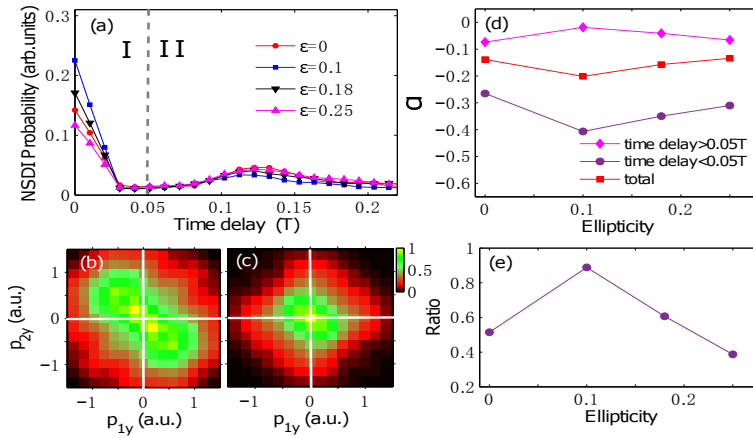 (a)
I II
ε=0
ε=0.1
ε=0.18
ε=0.25
NSDI Probability (arb.units)
0.3
0.2
0.1
0
0 0.05 0.1 0.15 0.2
Time delay (T)
(b)
1
0
−1
p2y (a.u.)
−1 0 1
p1y (a.u.)
(c)
1
0.5
0
−1 0 1
p1y (a.u.)
(d)
0
−0.1
−0.2
−0.3
−0.4
−0.5
−0.6
α
time delay>0.05T
time delay<0.05T
total
0 0.1 0.2
Ellipticity
(e)
1
0.8
0.6
0.4
0.2
Ratio
0 0.1 0.2
Ellipticity